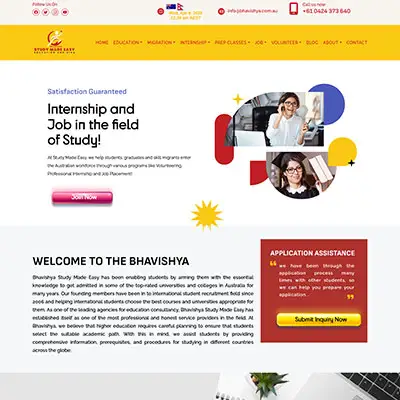 Follow Us On
info@bhavishya.com.au
Call us now
+61 0424 373 640
STUDY MADE EASY
HOME EDUCATION MIGRATION INTERNSHIP PREP CLASSES JOB VOLUNTEER BLOG ABOUT CONTACT
Satisfaction Guaranteed
Internship and
Job in the field
of Study!
At Study Made Easy, we help students, graduates and skills migrants enter
the Australian workforce through various programs like Volunteering,
Professional Internship and Job Placement!
Join Now
WELCOME TO THE BHAVISHYA
Bhavishya Study Made Easy has been enabling students by arming them with the essential
knowledge to get admitted in some of the top-rated universities and colleges in Australia for
many years. Our founding members have been in to international student recruitment field since
2006 and helping international students choose the best courses and universities appropriate for
them. As one of the leading agencies for education consultancy, Bhavishya Study Made Easy has
established itself as one of the most professional and honest service providers in the field. At
Bhavishya, we believe that higher education requires careful planning to ensure that students
select the suitable academic path. With this in mind, we assist students by providing
comprehensive information, prerequisites, and procedures for studying in different countries
across the globe.
APPLICATION ASSISTANCE
“ we have been through the
application process many
times with other students, so
we can help you prepare your
application... ”
Submit Inquiry Now